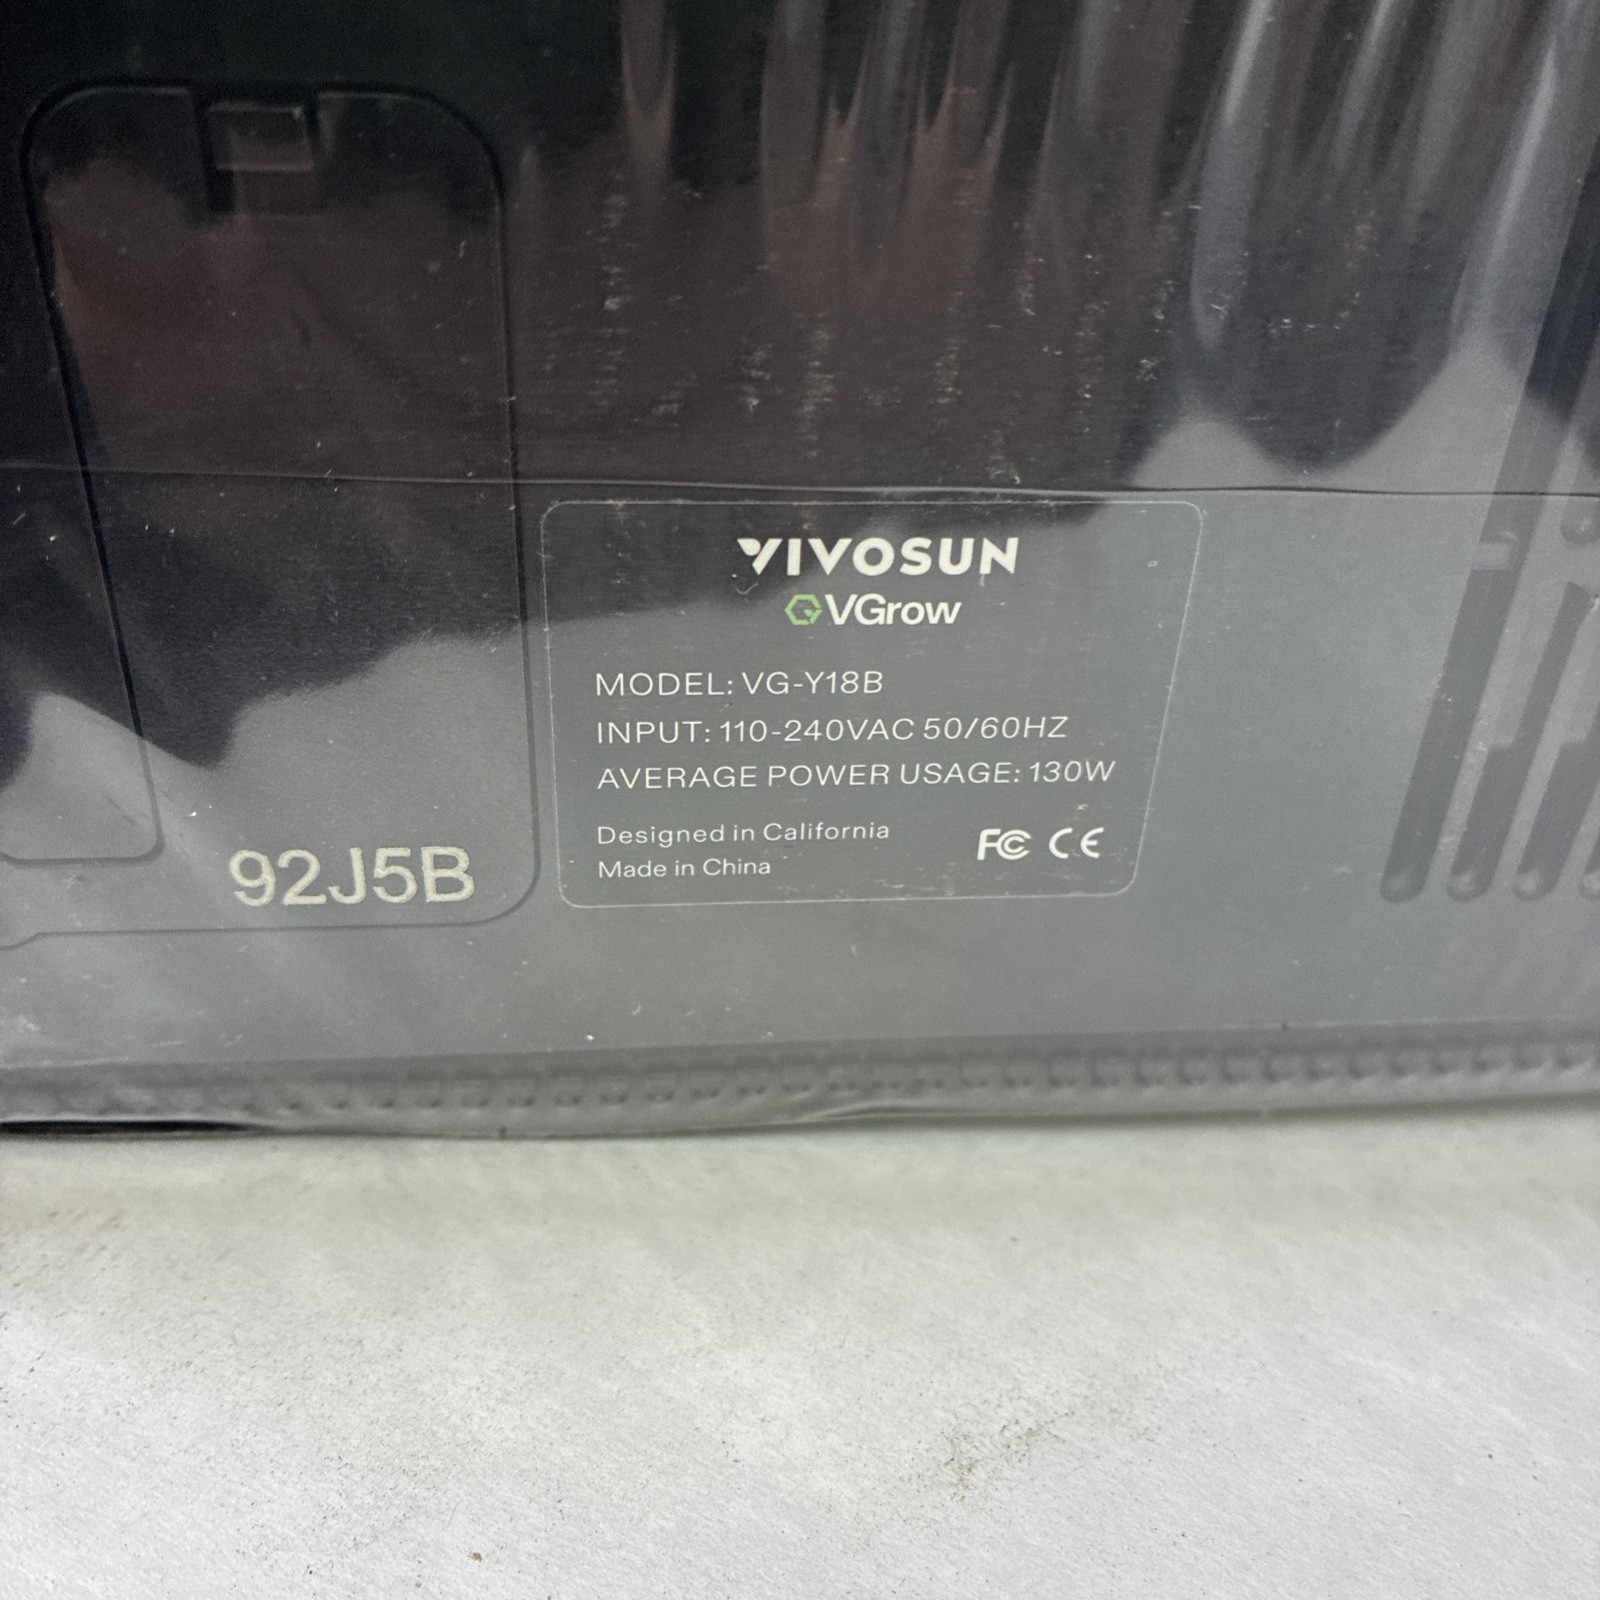 VIVOSUN
VGrow
MODEL: VG-Y18B
INPUT: 110-240VAC 50/60HZ
AVERAGE POWER USAGE: 130W
Designed in California
Made in China
FC CE
92J5B